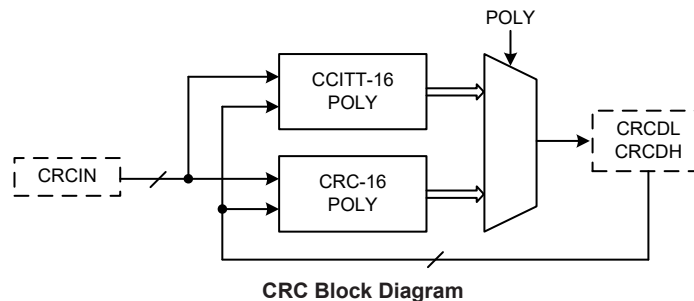 POLY
CCITT-16
POLY
CRCDL
CRCDH
CRCIN
CRC-16
POLY
CRC Block Diagram